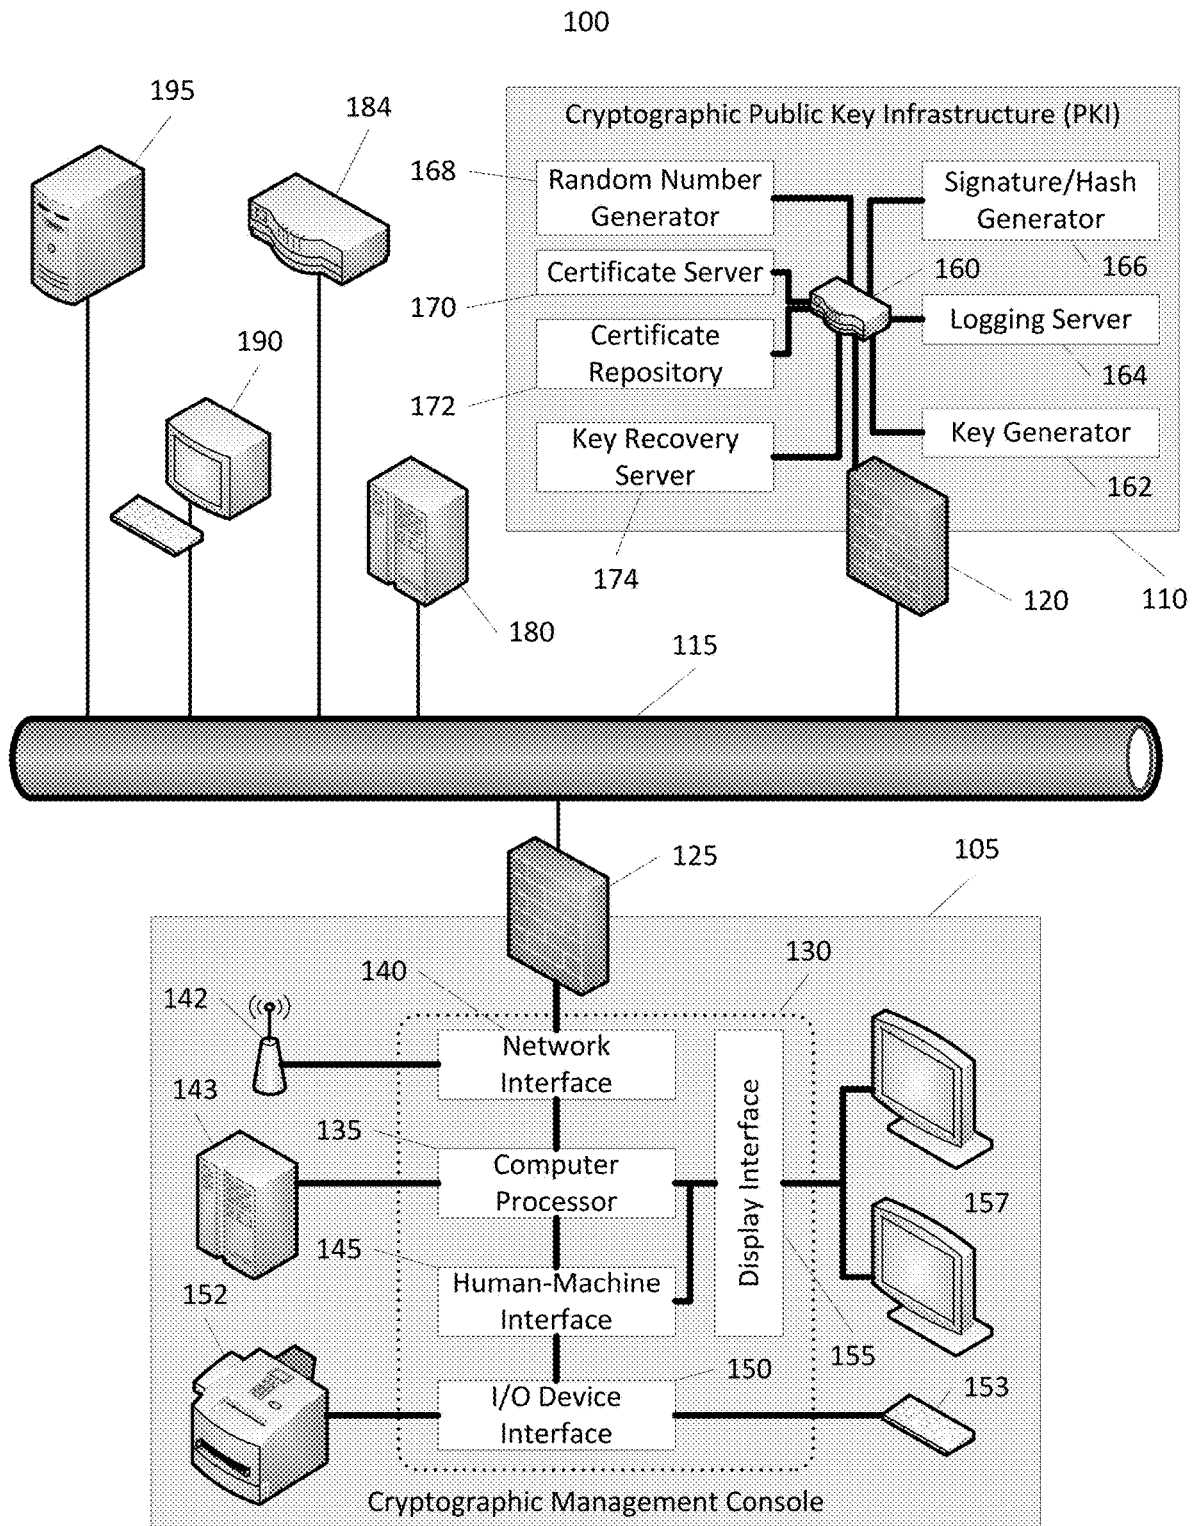 100
195
184
Cryptographic Public Key Infrastructure (PKI)
168
Random Number
Generator
Signature/Hash
Generator
166
160
Certificate Server
170
Logging Server
164
Certificate
Repository
172
190
Key Recovery
Server
Key Generator
162
174
120
110
180
115
125
105
130
140
142
Network
Interface
143
135
Computer
Processor
Display Interface
157
145
Human-Machine
Interface
152
155
150
153
I/O Device
Interface
Cryptographic Management Console